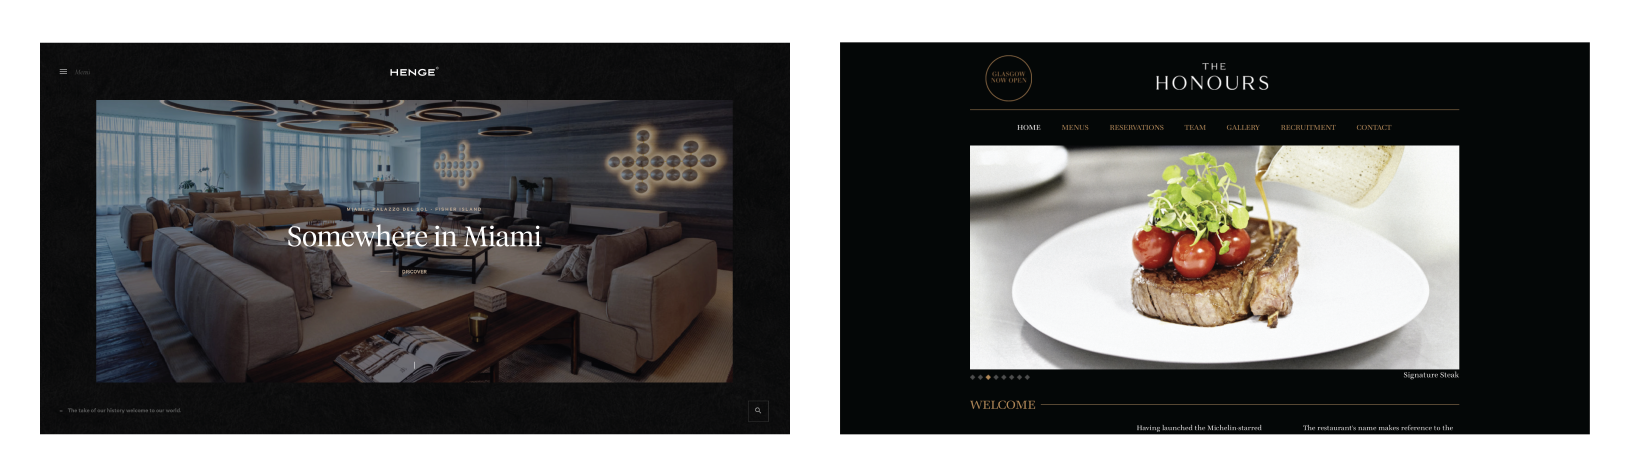 Menu
HENGE
MIAMI, PALAZZO DEL SOL - FISHER ISLAND
Somewhere in Miami
DISCOVER
The take of our history welcome to our world.
GLASGOW
NOW OPEN
THE
HONOURS
HOME MENUS RESERVATIONS TEAM GALLERY RECRUITMENT CONTACT
Signature Steak
WELCOME
Having launched the Michelin-starred
The restaurant's name makes reference to the